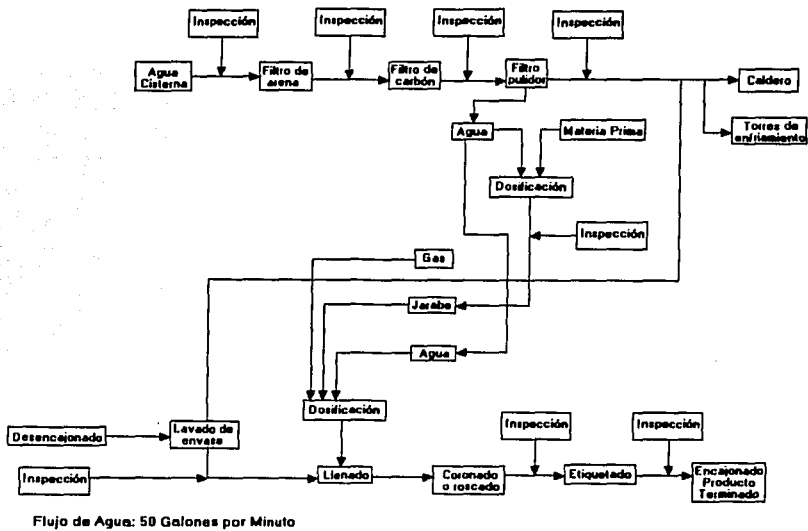 Inspección
Inspección
Inspección
Inspección
Agua
Cisterna
Filtro de
arena
Filtro de
carbón
Filtro
pulidor
Caldero
Torres de
enfriamiento
Agua
Materia Prima
Dosificación
Inspección
Gas
Jarabe
Agua
Dosificación
Desencajonado
Lavado de
envase
Inspección
Inspección
Inspección
Llenado
Coronado
o roscado
Etiquetado
Encajonado
Producto
Terminado
Flujo de Agua: 50 Galones por Minuto